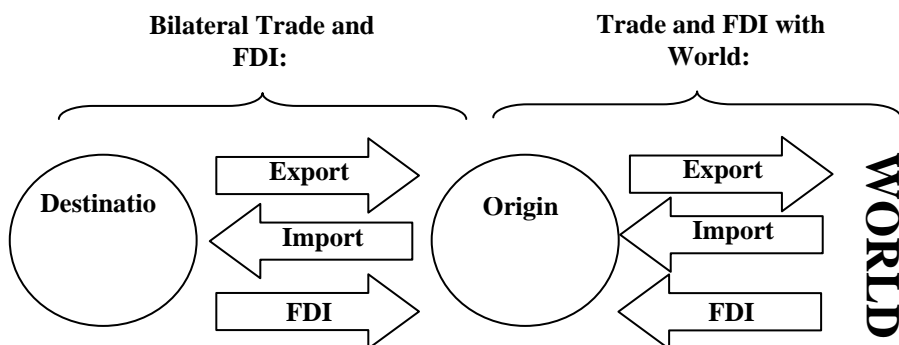 Bilateral Trade and
FDI:
Trade and FDI with
World:
Destinatio
Export
Import
FDI
Origin
Export
Import
FDI
WORLD